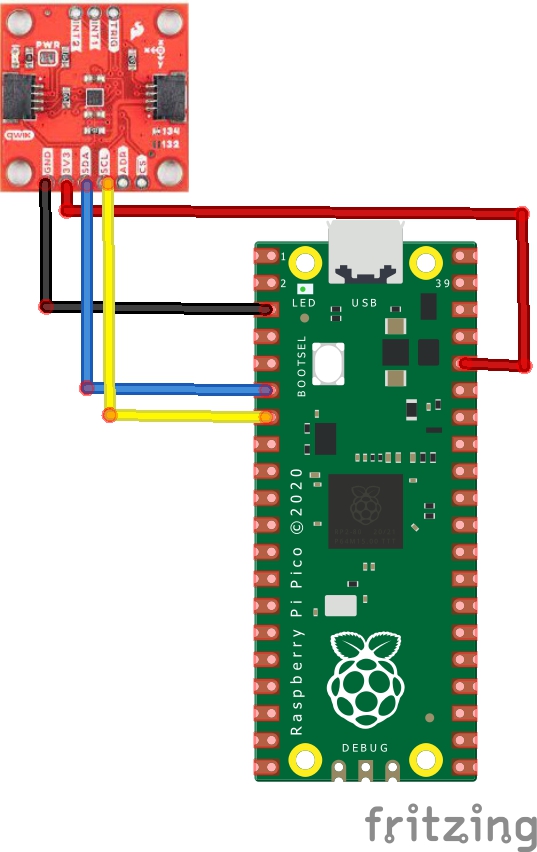 INT2
INT1
TRIG
PWR
X
Y
qwiic
134
132
GND
3V3
SDA
SCL
ADR
CS
1
2
39
LED
USB
BOOTSEL
Raspberry Pi Pico ©2020
DEBUG
fritzing